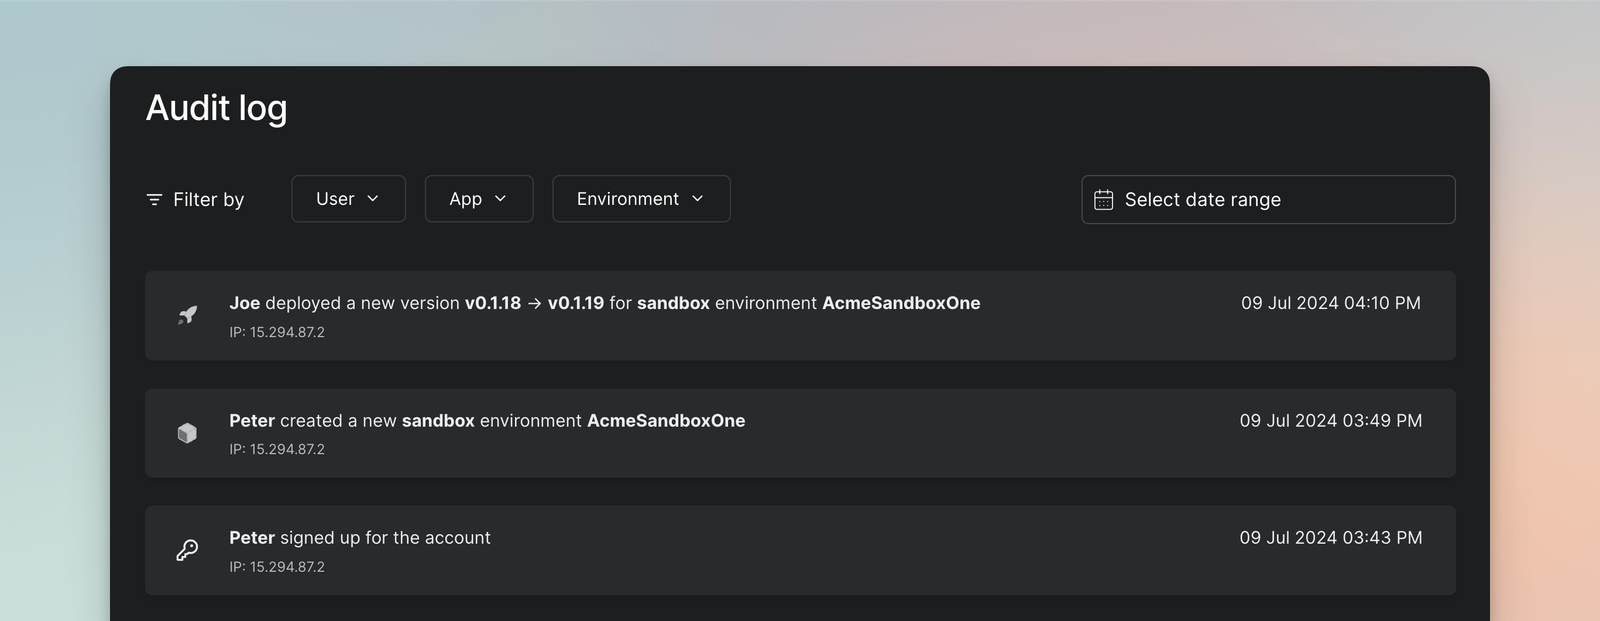 Audit log
Filter by User App Environment Select date range
Joe deployed a new version v0.1.18 → v0.1.19 for sandbox environment AcmeSandboxOne 09 Jul 2024 04:10 PM
IP: 15.294.87.2
Peter created a new sandbox environment AcmeSandboxOne 09 Jul 2024 03:49 PM
IP: 15.294.87.2
Peter signed up for the account 09 Jul 2024 03:43 PM
IP: 15.294.87.2